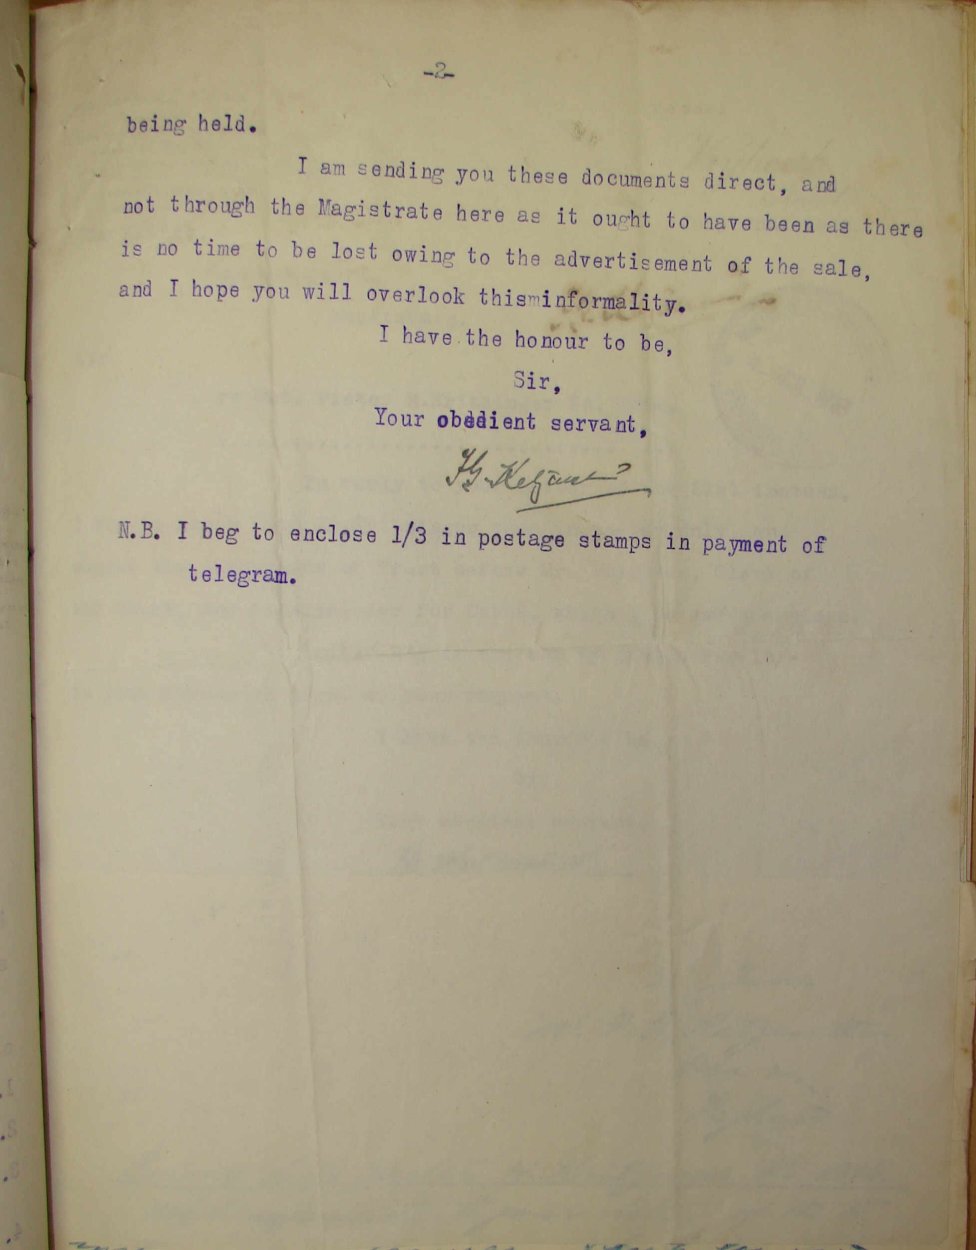 -2-
being held.
I am sending you these documents direct, and
not through the Magistrate here as it ought to have been as there
is no time to be lost owing to the advertisement of the sale,
and I hope you will overlook this informality.
I have the honour to be,
Sir,
Your obedient servant,
N.B. I beg to enclose 1/3 in postage stamps in payment of
telegram.